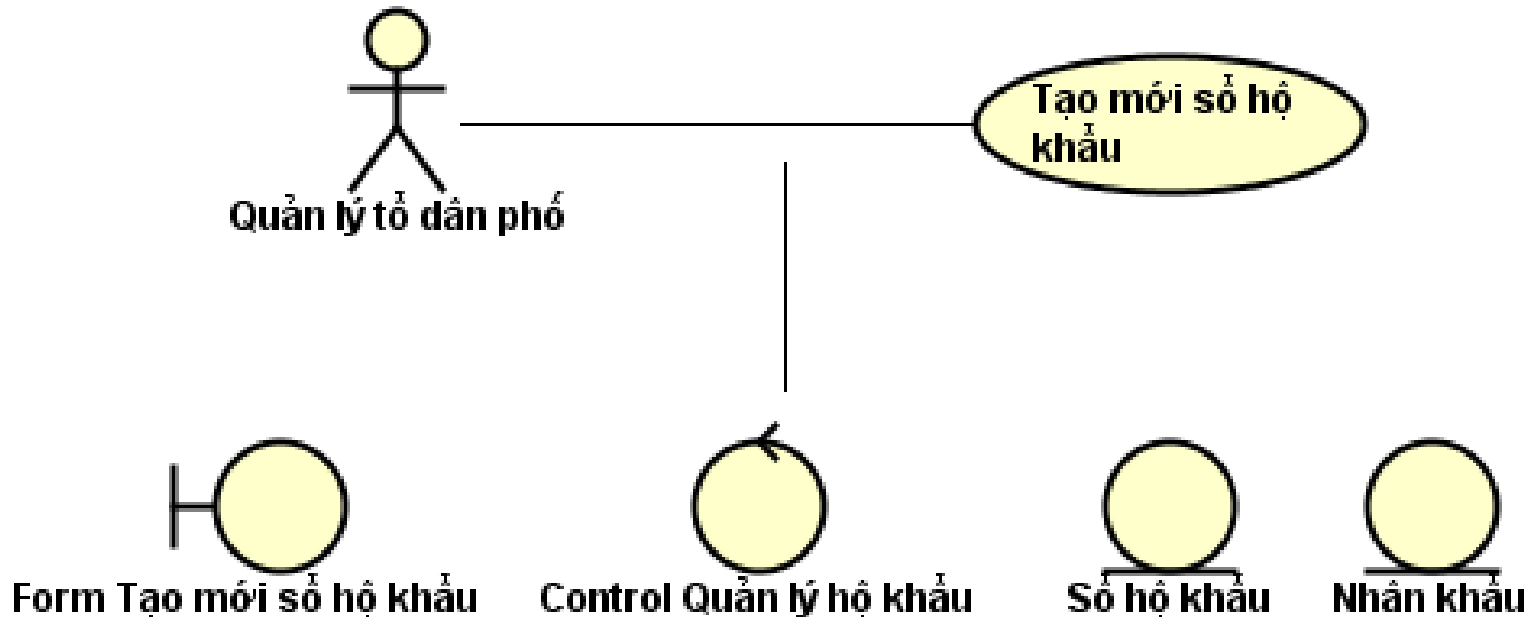 Tạo mới sổ hộ
khẩu
Quản lý tổ dân phố
Form Tạo mới sổ hộ khẩu
Control Quản lý hộ khẩu
Sổ hộ khẩu
Nhân khẩu